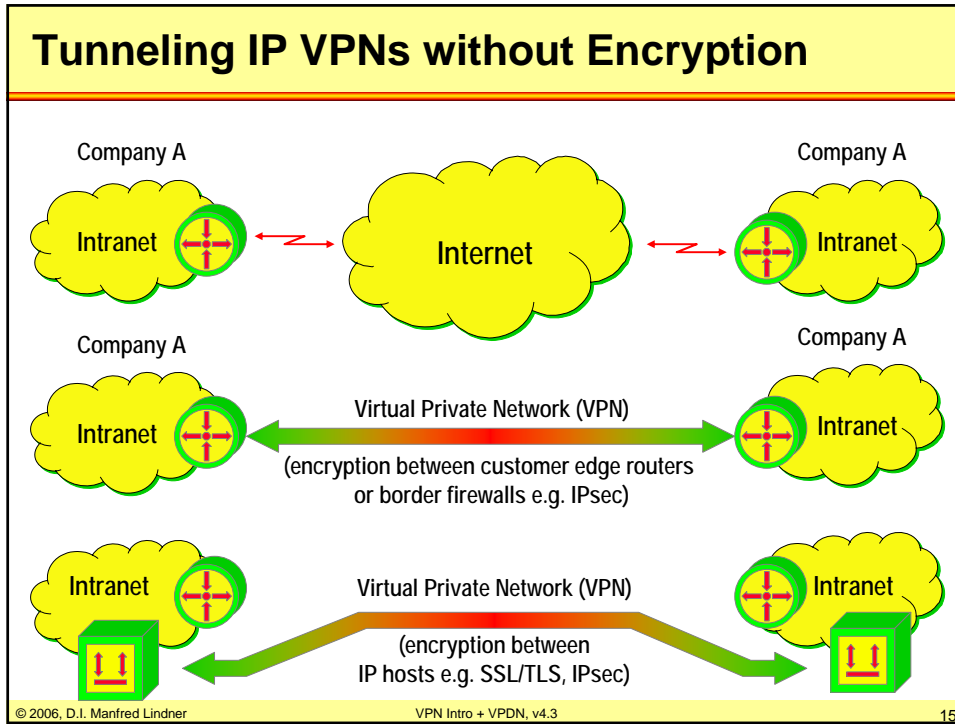 Tunneling IP VPNs without Encryption
Company A
Company A
Intranet
Internet
Intranet
Company A
Company A
Intranet
Virtual Private Network (VPN)
Intranet
(encryption between customer edge routers
or border firewalls e.g. IPsec)
Intranet
Virtual Private Network (VPN)
Intranet
(encryption between
IP hosts e.g. SSL/TLS, IPsec)
© 2006, D.I. Manfred Lindner
VPN Intro + VPDN, v4.3
15